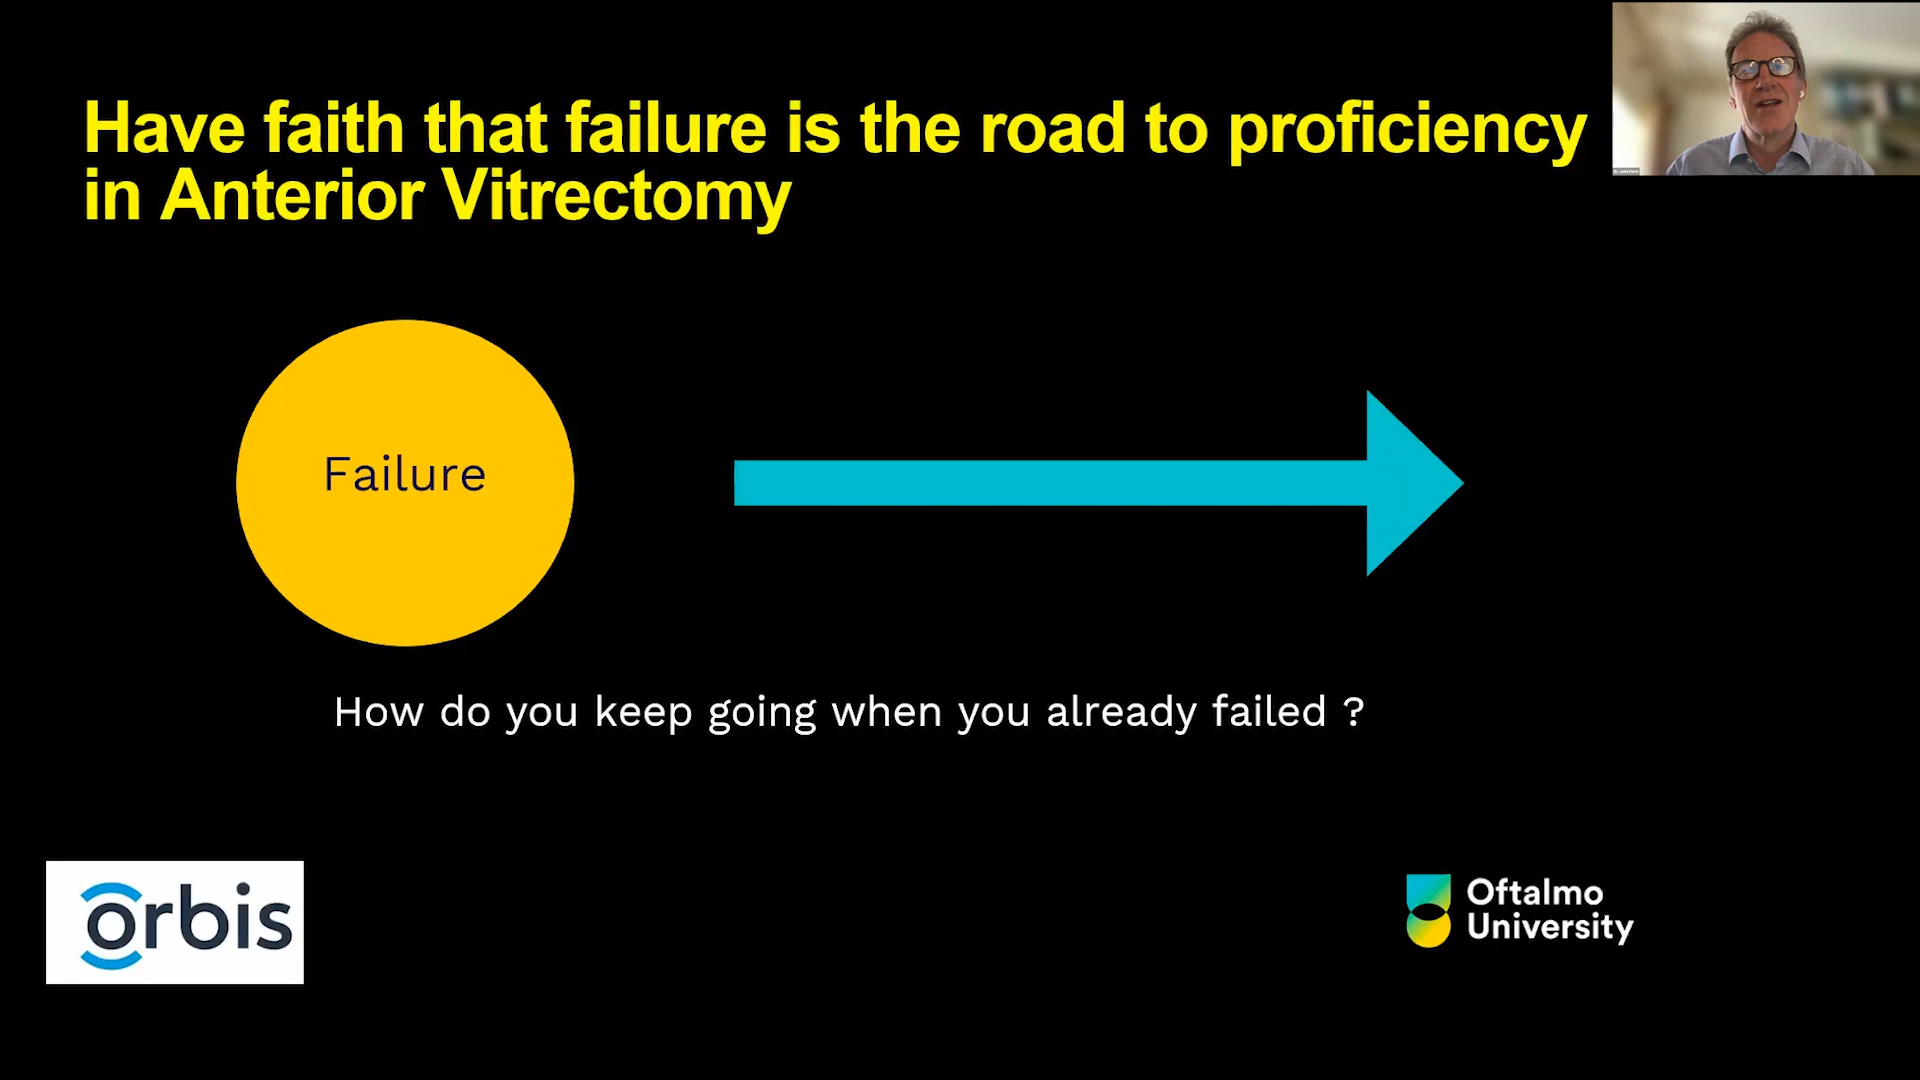 Have faith that failure is the road to proficiency
in Anterior Vitrectomy
Failure
How do you keep going when you already failed ?
orbis
Oftalmo
University